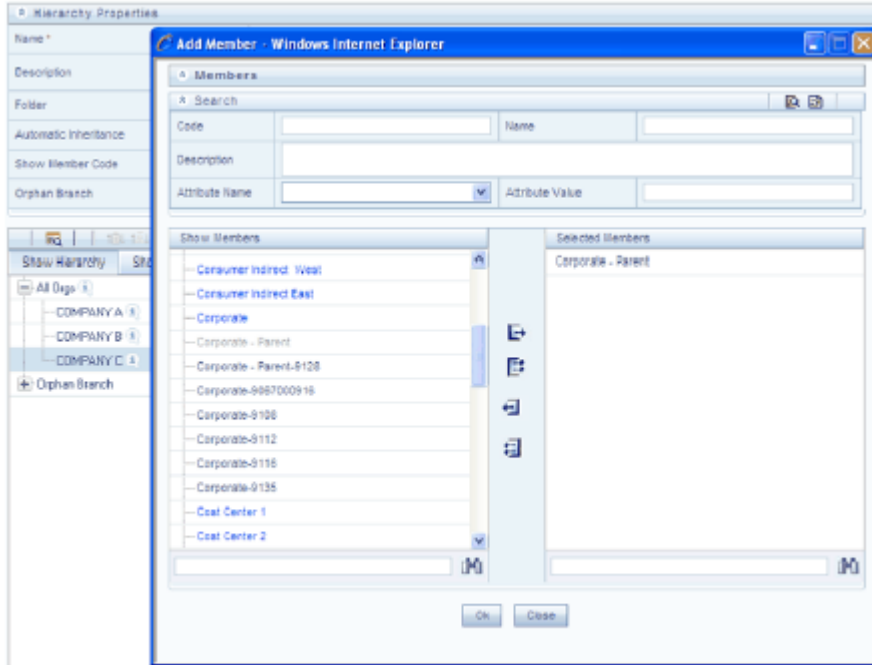 Hierarchy Properties
Name *
Description
Folder
Automatic Inheritance
Show Member Code
Orphan Branch
Show Hierarchy
All Orgs
COMPANY A
COMPANY B
COMPANY C
Orphan Branch
Add Member - Windows Internet Explorer
Members
Search
Code
Name
Description
Attribute Name
Attribute Value
Show Members
Consumer Indirect West
Consumer Indirect East
Corporate
Corporate - Parent
Corporate - Parent-9128
Corporate-9087000916
Corporate-9108
Corporate-9112
Corporate-9116
Corporate-9135
Cost Center 1
Cost Center 2
Selected Members
Corporate - Parent
Ok
Close